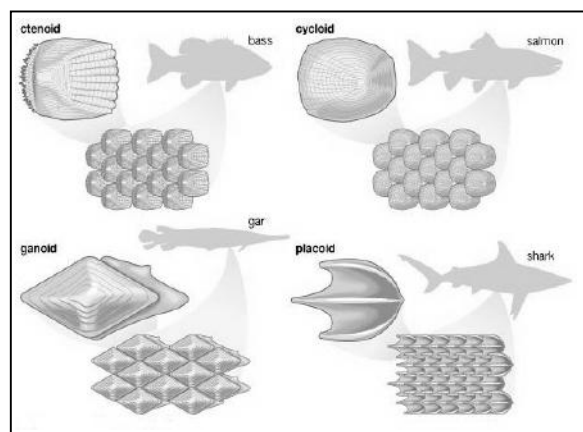 ctenoid
bass
cycloid
salmon
ganoid
gar
placoid
shark